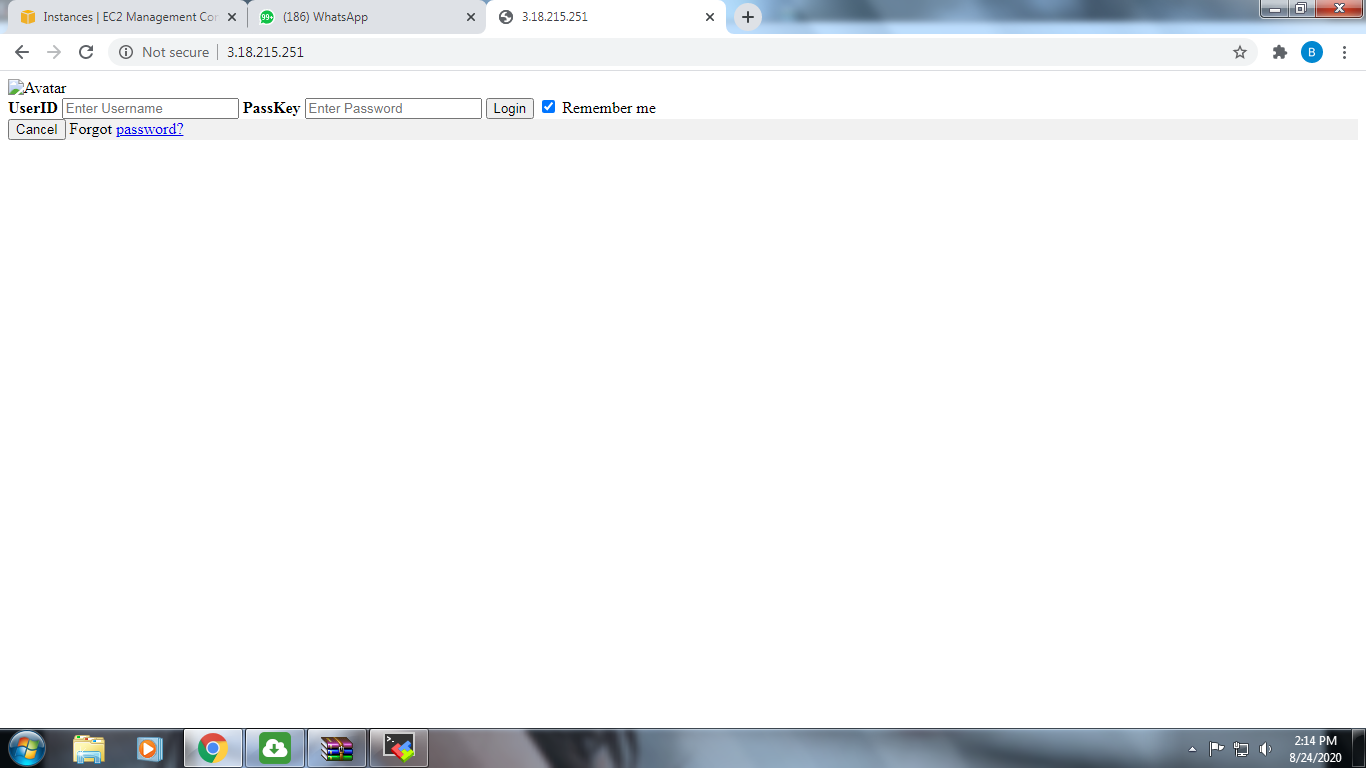 Instances | EC2 Management Con
99+ (186) WhatsApp
3.18.215.251
Not secure 3.18.215.251
B
Avatar
UserID Enter Username PassKey Enter Password Login Remember me
Cancel Forgot password?
2:14 PM
8/24/2020